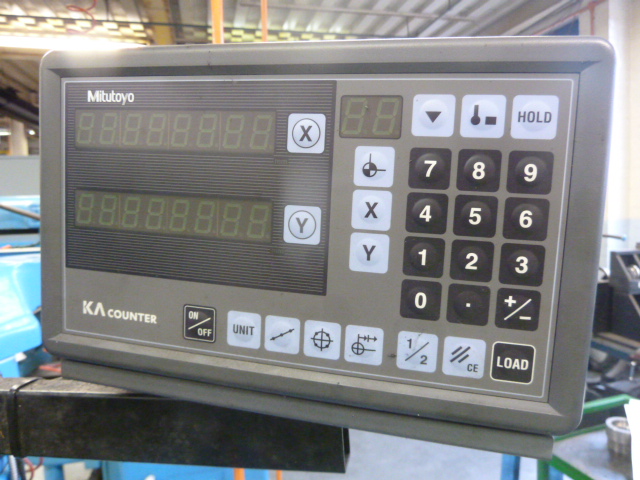 Mitutoyo
X
HOLD
7 8 9
X 4 5 6
Y
Y 1 2 3
0 . +/-
KA COUNTER
ON/OFF
UNIT
1/2
CE
LOAD